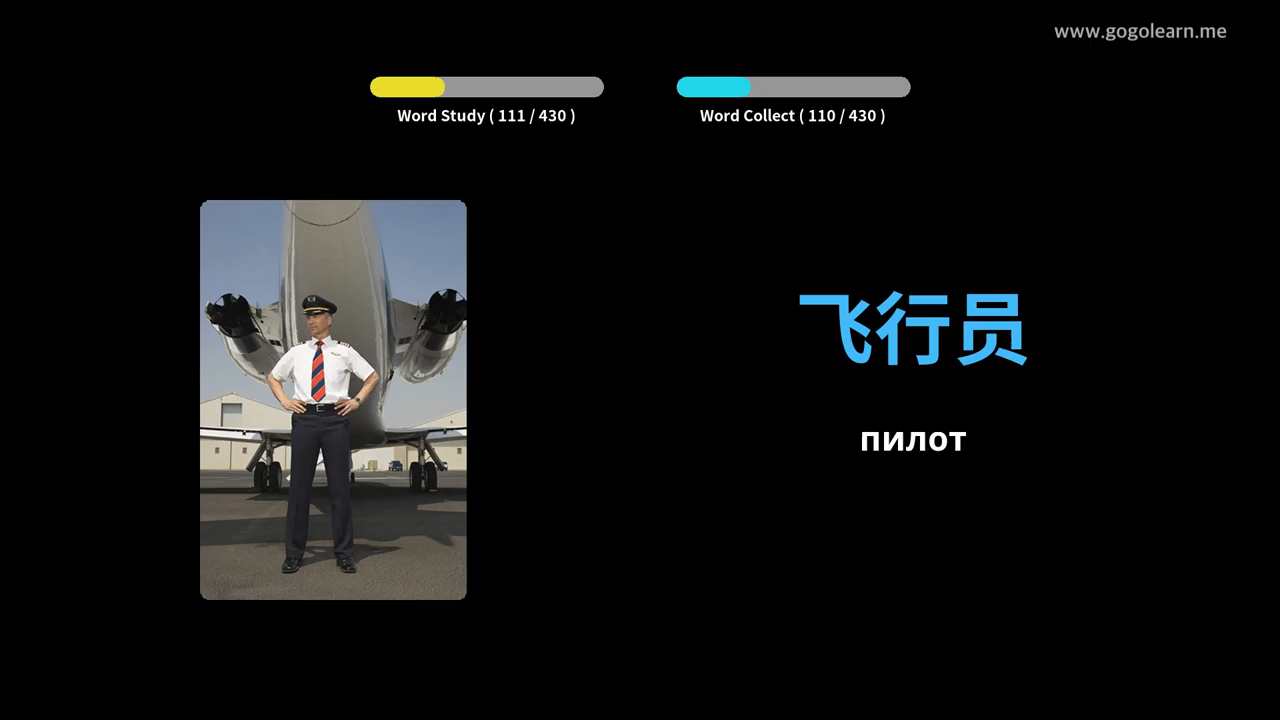 www.gogolearn.me
Word Study ( 111 / 430 )
Word Collect ( 110 / 430 )
飞行员
пилот